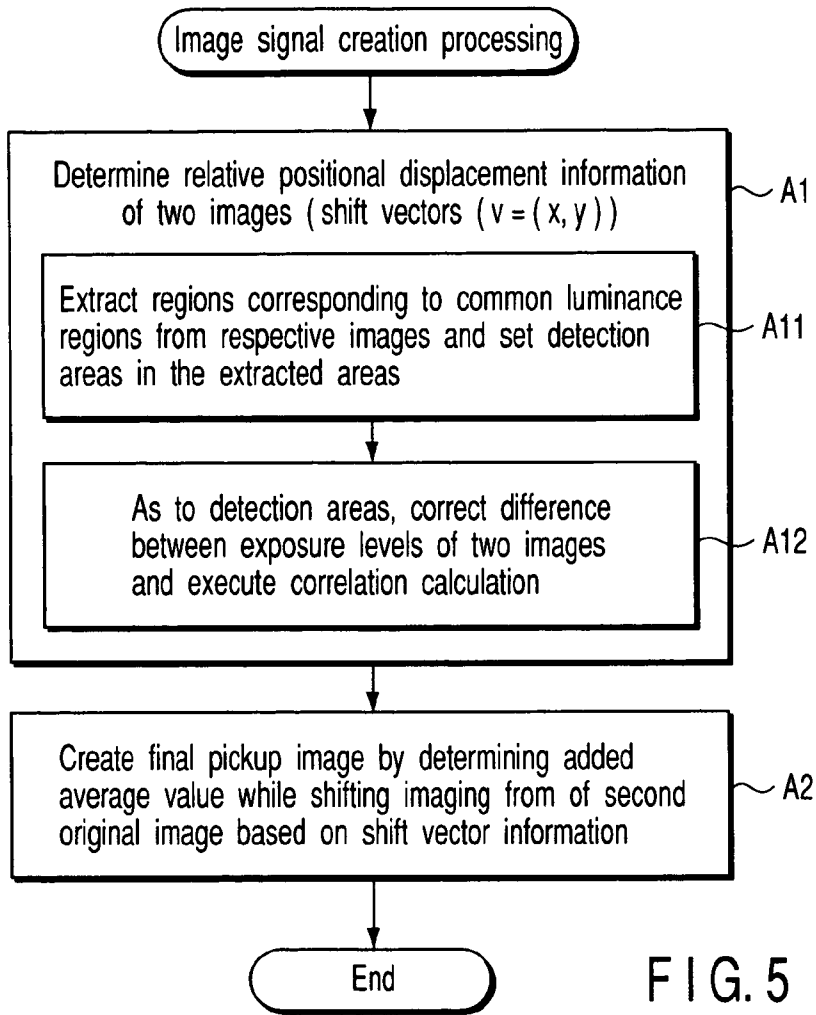 Image signal creation processing
Determine relative positional displacement information
of two images ( shift vectors ( v = ( x, y ) )
A1
Extract regions corresponding to common luminance
regions from respective images and set detection
areas in the extracted areas
A11
As to detection areas, correct difference
between exposure levels of two images
and execute correlation calculation
A12
Create final pickup image by determining added
average value while shifting imaging from of second
original image based on shift vector information
A2
End
FIG. 5